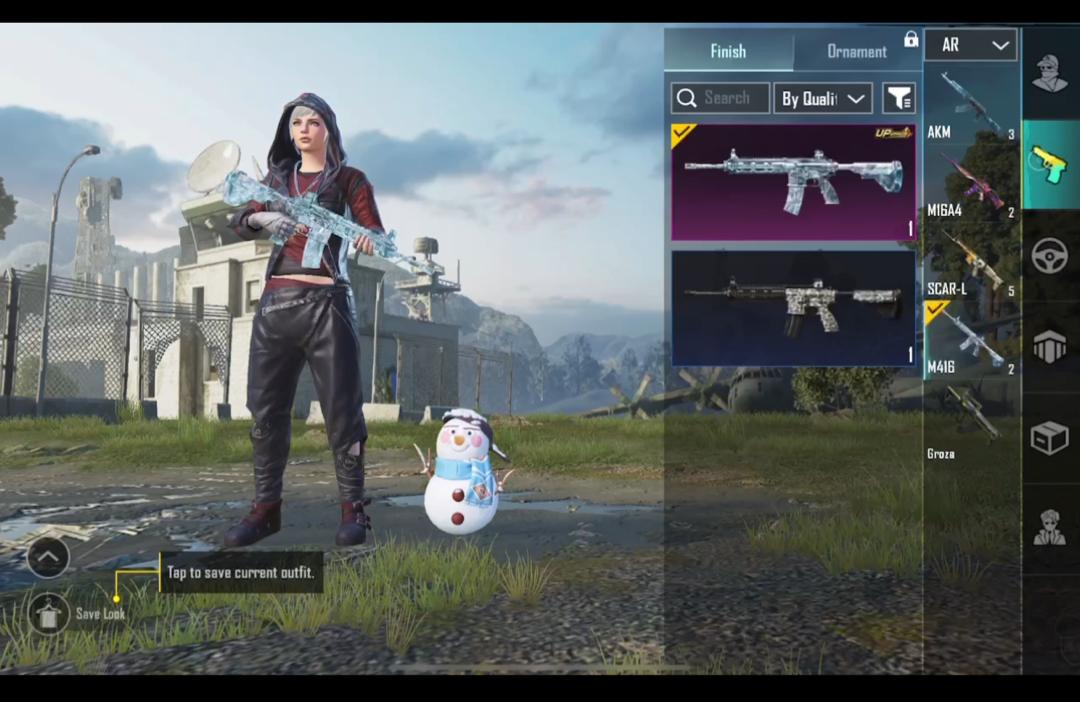 Finish
Ornament
AR
Search
By Quali
UP
AKM
3
1
M16A4
2
SCAR-L
5
1
M416
2
Groza
Tap to save current outfit.
Save Look